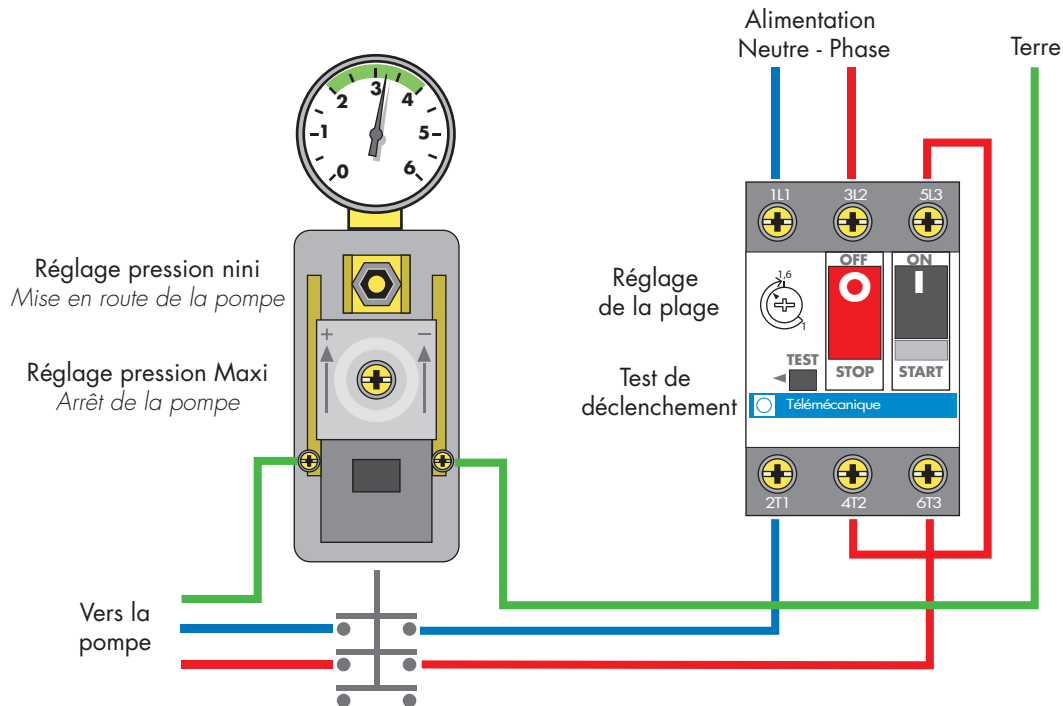 Alimentation
Neutre - Phase
Terre
0
1
2
3
4
5
6
1L1
3L2
5L3
Réglage pression nini
Mise en route de la pompe
Réglage pression Maxi
Arrêt de la pompe
+ −
Réglage
de la plage
1,6
1
OFF
ON
TEST
STOP
START
Test de
déclenchement
Télémécanique
2T1
4T2
6T3
Vers la
pompe